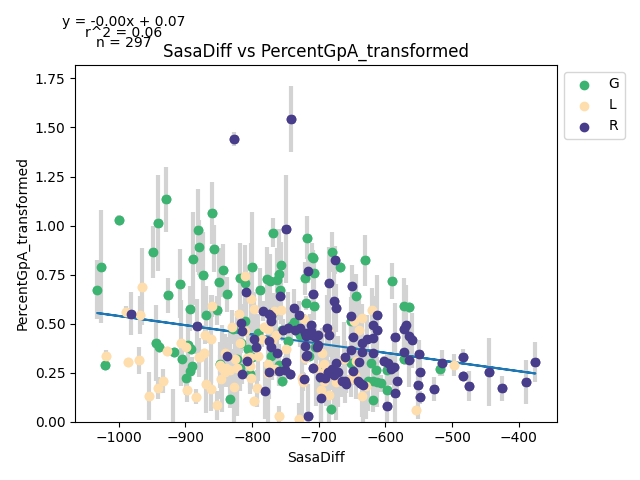 y = -0.00x + 0.07
r^2 = 0.06
n = 297
SasaDiff vs PercentGpA_transformed
1.75
1.50
1.25
1.00
0.75
0.50
0.25
0.00
PercentGpA_transformed
−1000
−900
−800
−700
−600
−500
−400
SasaDiff
G
L
R